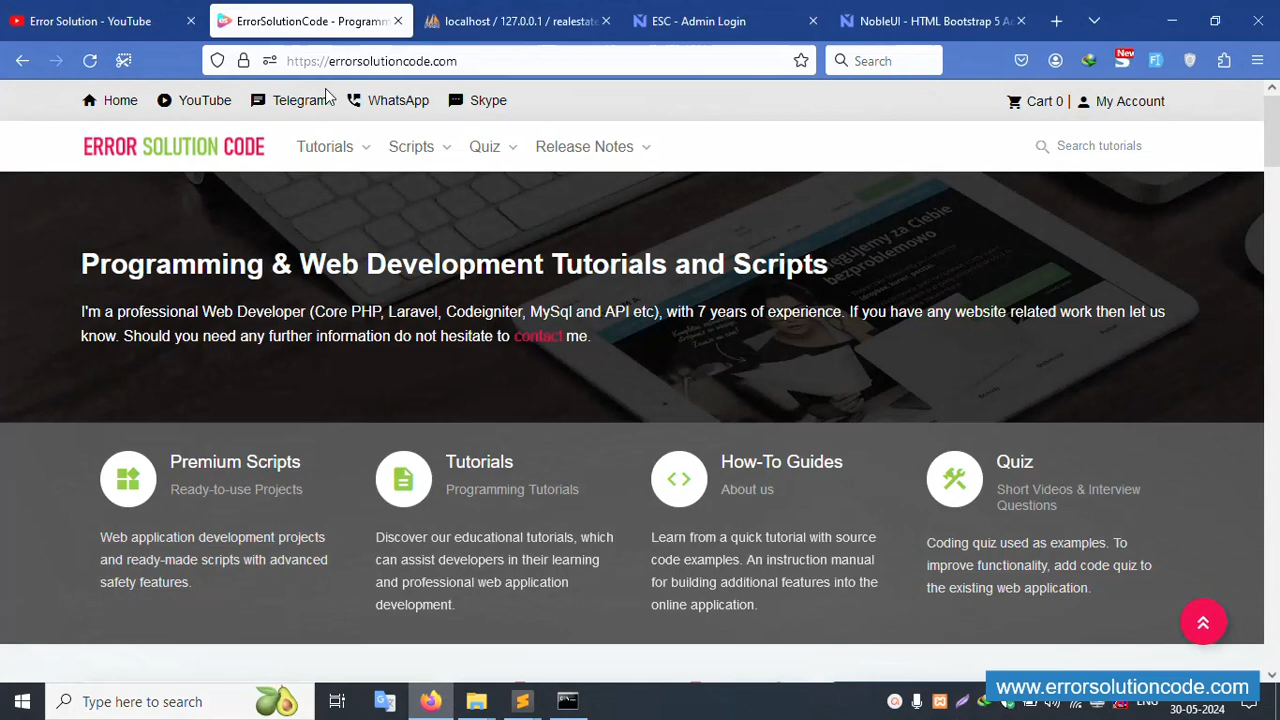 Error Solution - YouTube
ErrorSolutionCode - Programm
localhost / 127.0.0.1 / realestate
ESC - Admin Login
NobleUI - HTML Bootstrap 5 A
https://errorsolutioncode.com
Search
New
Home
YouTube
Telegram
WhatsApp
Skype
Cart 0 |
My Account
ERROR SOLUTION CODE
Tutorials
Scripts
Quiz
Release Notes
Search tutorials
Programming & Web Development Tutorials and Scripts
I'm a professional Web Developer (Core PHP, Laravel, Codeigniter, MySql and API etc), with 7 years of experience. If you have any website related work then let us
know. Should you need any further information do not hesitate to contact me.
Premium Scripts
Ready-to-use Projects
Web application development projects
and ready-made scripts with advanced
safety features.
Tutorials
Programming Tutorials
Discover our educational tutorials, which
can assist developers in their learning
and professional web application
development.
How-To Guides
About us
Learn from a quick tutorial with source
code examples. An instruction manual
for building additional features into the
online application.
Quiz
Short Videos & Interview
Questions
Coding quiz used as examples. To
improve functionality, add code quiz to
the existing web application.
Type here to search
www.errorsolutioncode.com
ENG
30-05-2024